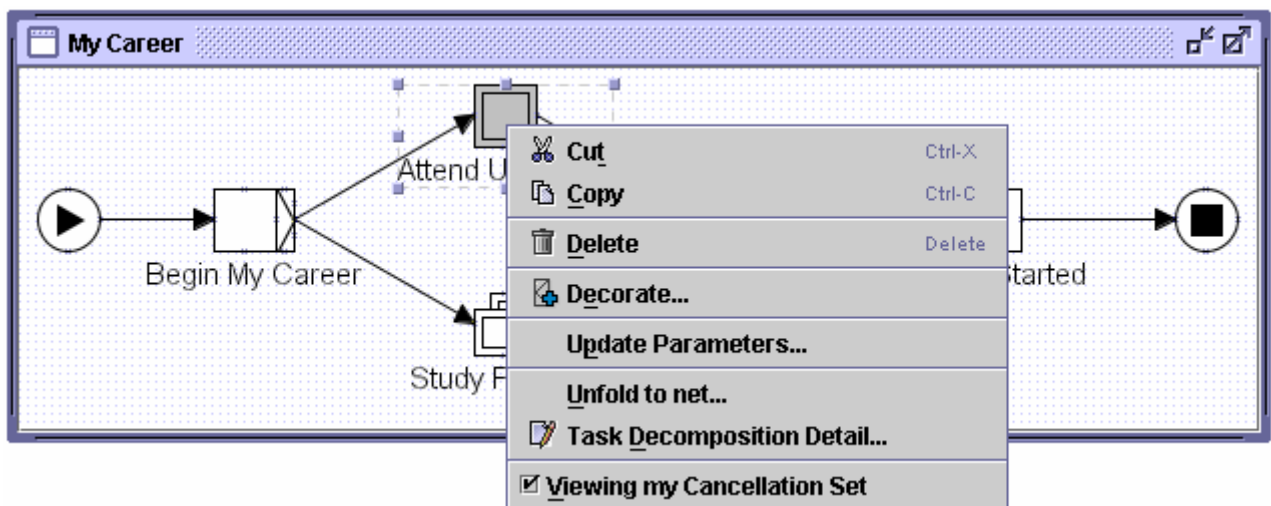 My Career
Attend U
Begin My Career
Study F
tarted
Cut Ctrl-X
Copy Ctrl-C
Delete Delete
Decorate...
Update Parameters...
Unfold to net...
Task Decomposition Detail...
Viewing my Cancellation Set